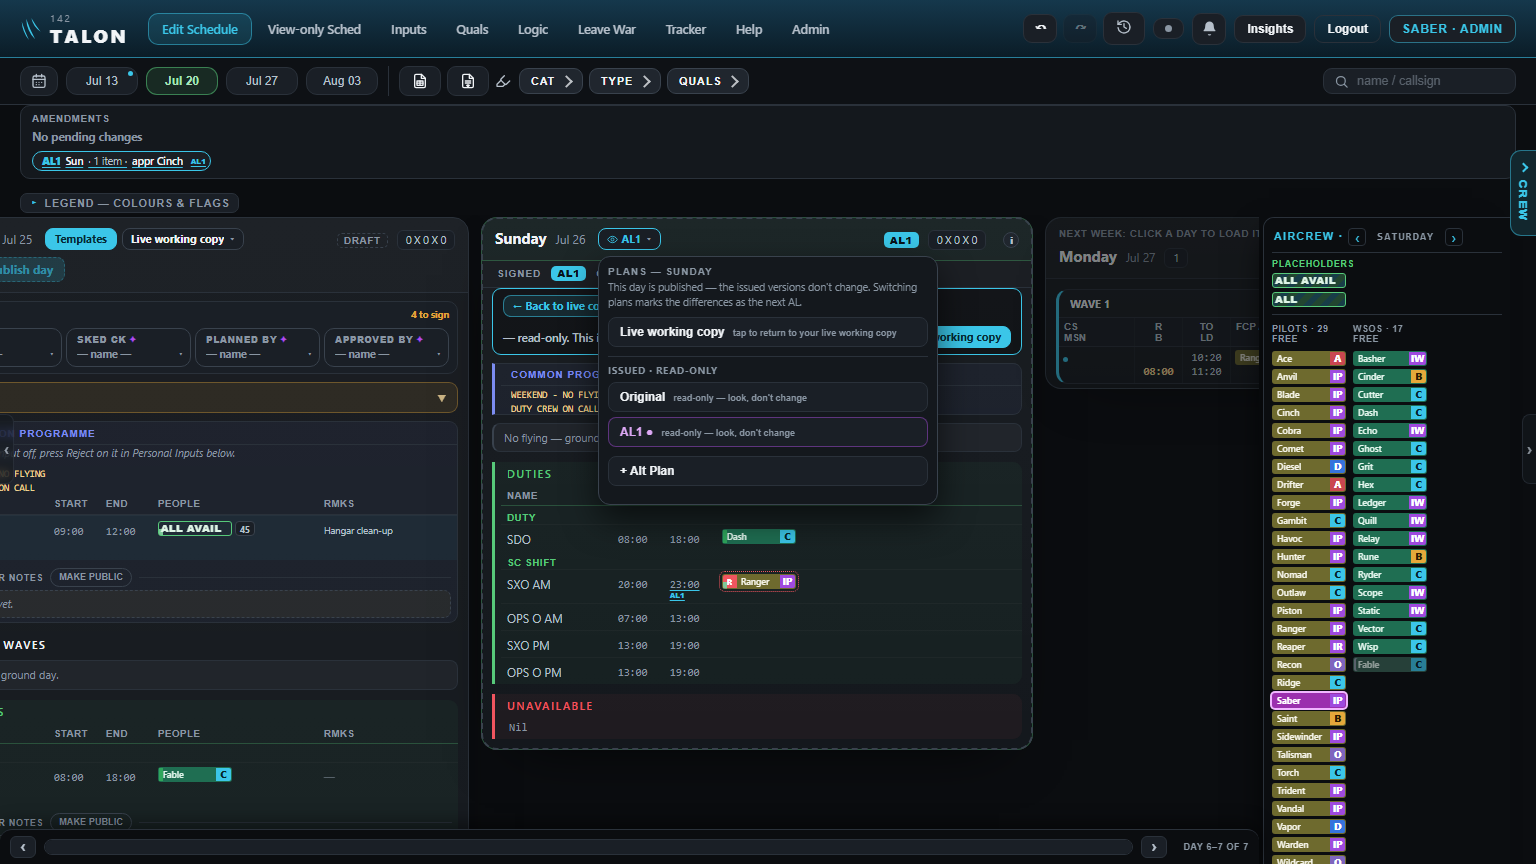 142
TALON
Edit Schedule
View-only Sched
Inputs
Quals
Logic
Leave War
Tracker
Help
Admin
Insights
Logout
SABER · ADMIN
Jul 13
Jul 20
Jul 27
Aug 03
CAT
TYPE
QUALS
name / callsign
AMENDMENTS
No pending changes
AL1 Sun · 1 item · appr Cinch AL1
LEGEND — COLOURS & FLAGS
CREW
Jul 25
Templates
Live working copy
DRAFT
0X0X0
blish day
4 to sign
SKED CK
— name —
PLANNED BY
— name —
APPROVED BY
— name —
PROGRAMME
t off, press Reject on it in Personal Inputs below.
FLYING
ON CALL
START
END
PEOPLE
RMKS
09:00
12:00
ALL AVAIL
45
Hangar clean-up
R NOTES
MAKE PUBLIC
yet.
WAVES
ground day.
S
START
END
PEOPLE
RMKS
08:00
18:00
Fable C
—
R NOTES
MAKE PUBLIC
Sunday Jul 26
AL1
AL1
0X0X0
i
SIGNED
AL1
← Back to live co
— read-only. This i
orking copy
COMMON PROG
WEEKEND - NO FLYI
DUTY CREW ON CALL
No flying — ground
PLANS — SUNDAY
This day is published — the issued versions don't change. Switching
plans marks the differences as the next AL.
Live working copy tap to return to your live working copy
ISSUED · READ-ONLY
Original read-only — look, don't change
AL1 • read-only — look, don't change
+ Alt Plan
DUTIES
NAME
DUTY
SDO
08:00
18:00
Dash C
SC SHIFT
SXO AM
20:00
23:00
AL1
R Ranger IP
OPS O AM
07:00
13:00
SXO PM
13:00
19:00
OPS O PM
13:00
19:00
UNAVAILABLE
Nil
NEXT WEEK: CLICK A DAY TO LOAD IT
Monday Jul 27 1
WAVE 1
CS
MSN
R
B
TO
LD
FCP
08:00
10:20
11:20
Rang
AIRCREW ·
SATURDAY
PLACEHOLDERS
ALL AVAIL
ALL
PILOTS · 29
FREE
WSOS · 17
FREE
Ace A
Basher IW
Anvil IP
Cinder B
Blade IP
Cutter C
Cinch IP
Dash C
Cobra IP
Echo IW
Comet IP
Ghost C
Diesel D
Grit C
Drifter A
Hex C
Forge IP
Ledger IW
Gambit C
Quill IW
Havoc IP
Relay IW
Hunter IP
Rune B
Nomad C
Ryder C
Outlaw C
Scope IW
Piston IP
Static IW
Ranger IP
Vector C
Reaper IR
Wisp C
Recon O
Fable C
Ridge C
Saber IP
Saint B
Sidewinder IP
Talisman O
Torch C
Trident IP
Vandal IP
Vapor D
Warden IP
Wildcard O
DAY 6–7 OF 7